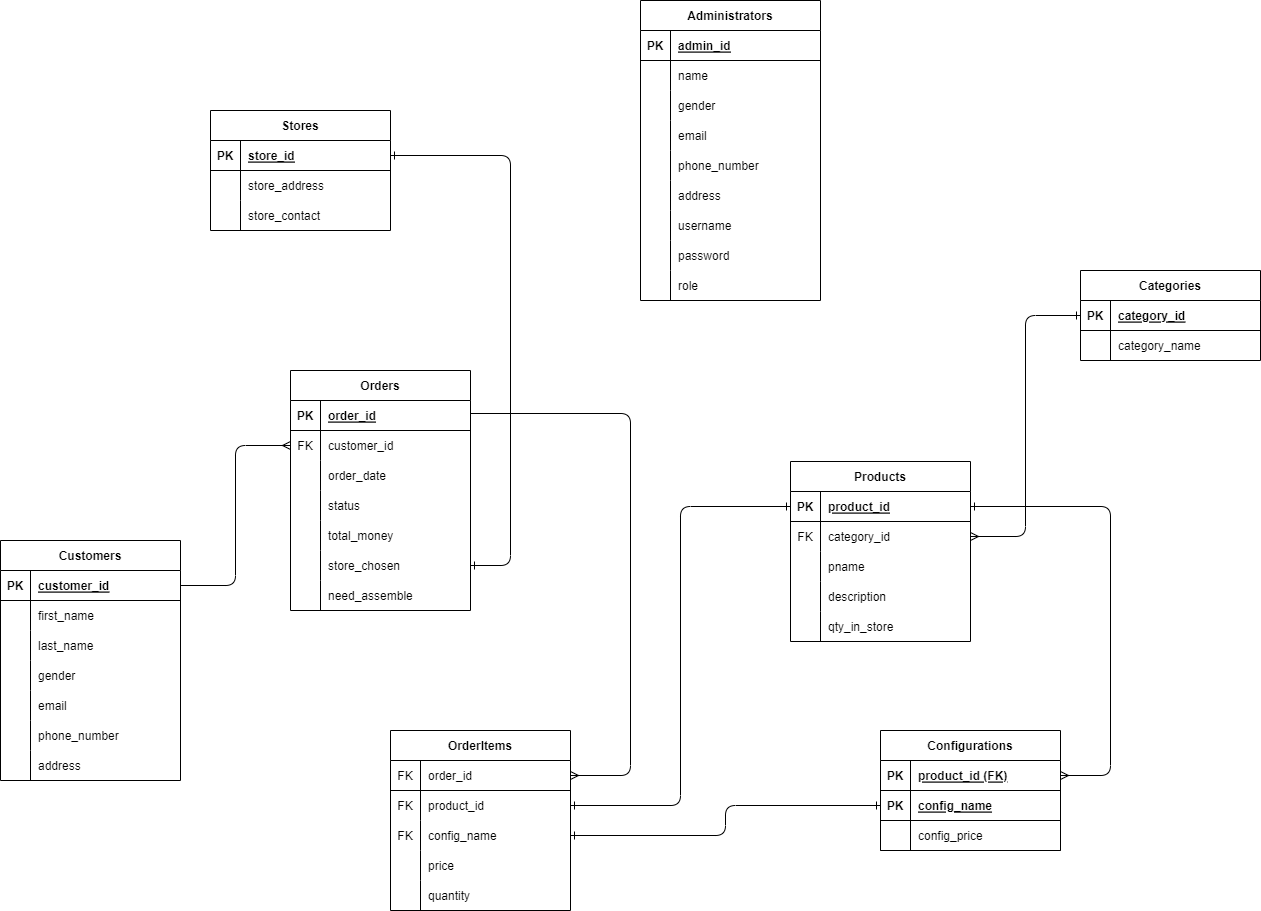 Administrators
PK admin_id
name
gender
email
phone_number
address
username
password
role
Stores
PK store_id
store_address
store_contact
Categories
PK category_id
category_name
Orders
PK order_id
FK customer_id
order_date
status
total_money
store_chosen
need_assemble
Products
PK product_id
FK category_id
pname
description
qty_in_store
Customers
PK customer_id
first_name
last_name
gender
email
phone_number
address
OrderItems
FK order_id
FK product_id
FK config_name
price
quantity
Configurations
PK product_id (FK)
PK config_name
config_price